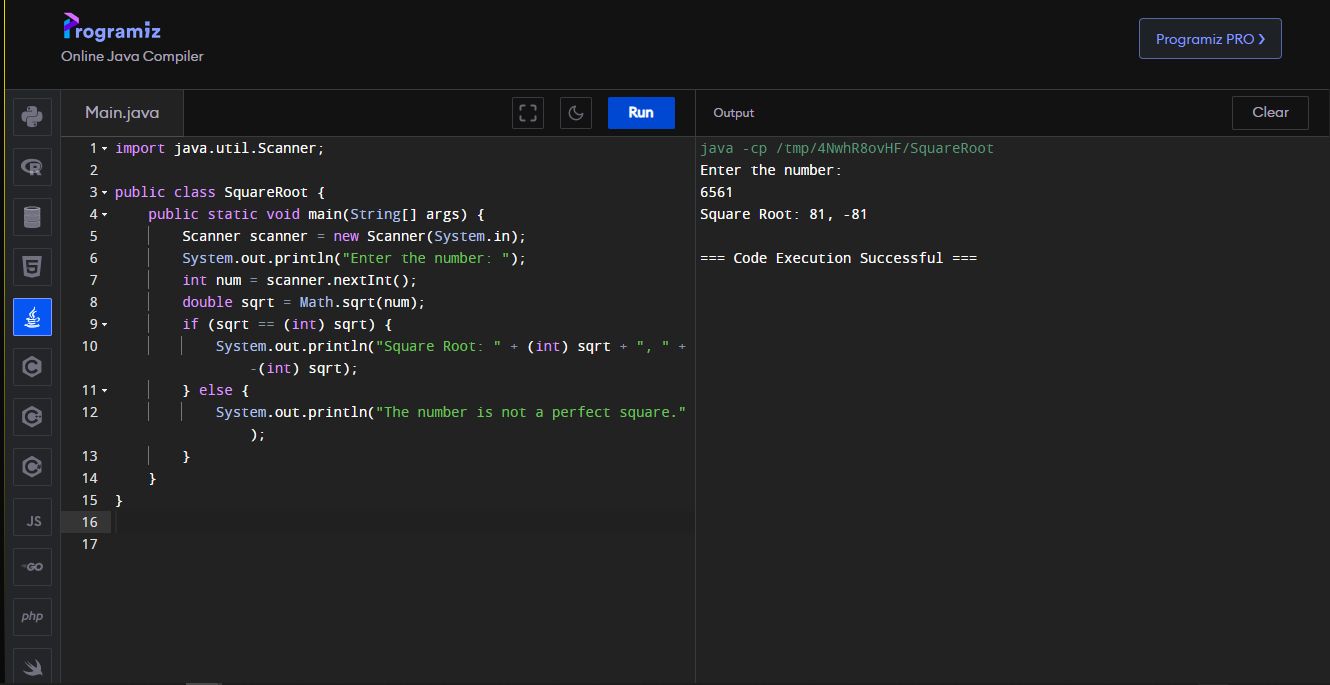 Programiz
Online Java Compiler
Programiz PRO ❯
Main.java
Run
Output
Clear
1 import java.util.Scanner;
2
3 public class SquareRoot {
4     public static void main(String[] args) {
5         Scanner scanner = new Scanner(System.in);
6         System.out.println("Enter the number: ");
7         int num = scanner.nextInt();
8         double sqrt = Math.sqrt(num);
9         if (sqrt == (int) sqrt) {
10             System.out.println("Square Root: " + (int) sqrt + ", " +
                -(int) sqrt);
11         } else {
12             System.out.println("The number is not a perfect square."
                );
13         }
14     }
15 }
16
17
java -cp /tmp/4NwhR8ovHF/SquareRoot
Enter the number:
6561
Square Root: 81, -81
=== Code Execution Successful ===
R
5
C
C
C
JS
GO
php